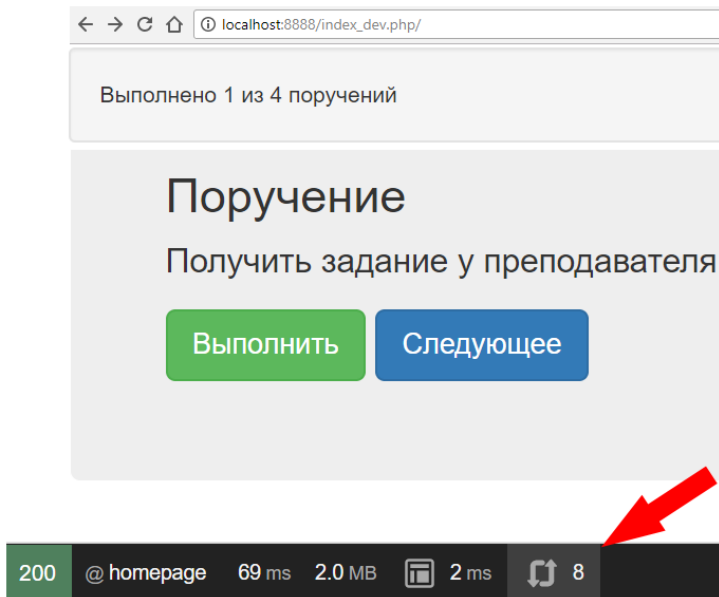 localhost:8888/index_dev.php/
Выполнено 1 из 4 поручений
Поручение
Получить задание у преподавателя
Выполнить Следующее
200 @ homepage 69 ms 2.0 MB 2 ms 8